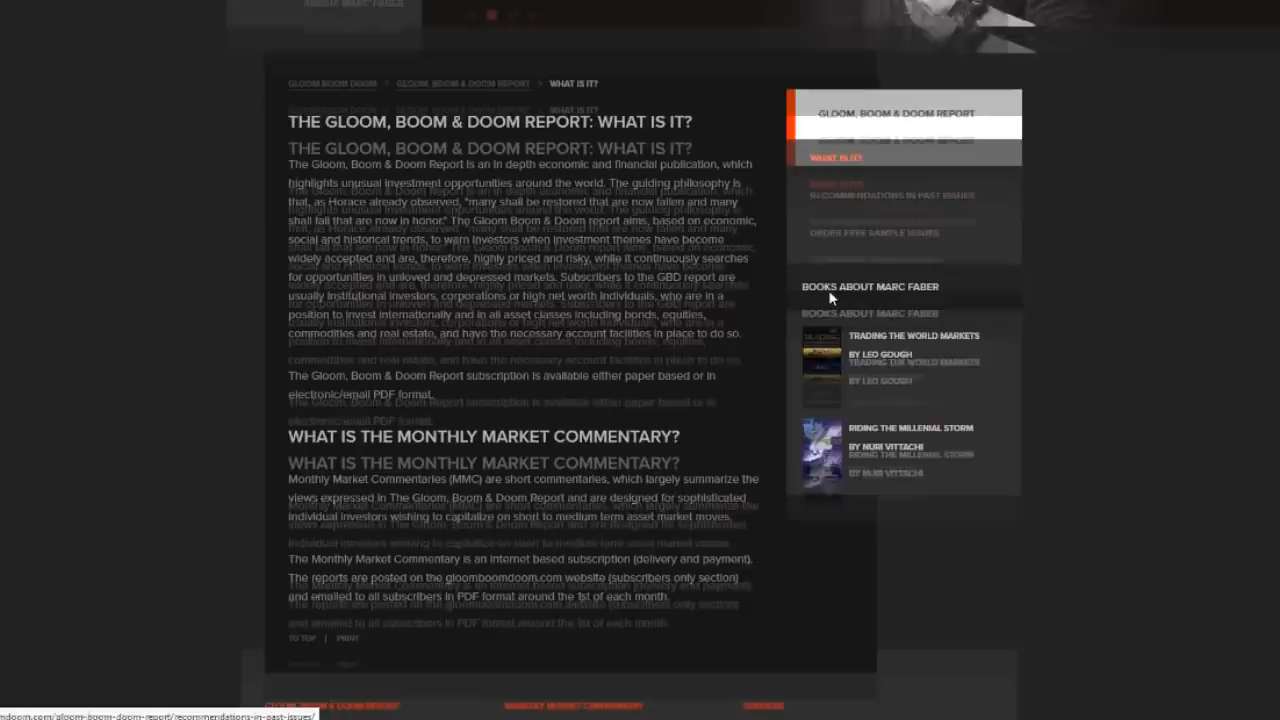 ABOUT MARC FABER
GLOOM BOOM DOOM > GLOOM, BOOM & DOOM REPORT > WHAT IS IT?
THE GLOOM, BOOM & DOOM REPORT: WHAT IS IT?
The Gloom, Boom & Doom Report is an in depth economic and financial publication, which
highlights unusual investment opportunities around the world. The guiding philosophy is
that, as Horace already observed, "many shall be restored that are now fallen and many
shall fall that are now in honor." The Gloom Boom & Doom report aims, based on economic,
social and historical trends, to warn investors when investment themes have become
widely accepted and are, therefore, highly priced and risky, while it continuously searches
for opportunities in unloved and depressed markets. Subscribers to the GBD report are
usually institutional investors, corporations or high net worth individuals, who are in a
position to invest internationally and in all asset classes including bonds, equities,
commodities and real estate, and have the necessary account facilities in place to do so.
The Gloom, Boom & Doom Report subscription is available either paper based or in
electronic/email PDF format.
WHAT IS THE MONTHLY MARKET COMMENTARY?
Monthly Market Commentaries (MMC) are short commentaries, which largely summarize the
views expressed in The Gloom, Boom & Doom Report and are designed for sophisticated
individual investors wishing to capitalize on short to medium term asset market moves.
The Monthly Market Commentary is an internet based subscription (delivery and payment).
The reports are posted on the gloomboomdoom.com website (subscribers only section)
and emailed to all subscribers in PDF format around the 1st of each month.
TO TOP | PRINT
GLOOM, BOOM & DOOM REPORT
WHAT IS IT?
RECOMMENDATIONS IN PAST ISSUES
ORDER FREE SAMPLE ISSUES
BOOKS ABOUT MARC FABER
TRADING THE WORLD MARKETS
BY LEO GOUGH
RIDING THE MILLENIAL STORM
BY NURI VITTACHI
GLOOM, BOOM & DOOM REPORT
MARKET COMMENTARY
mdoom.com/gloom-boom-doom-report/recommendations-in-past-issues/